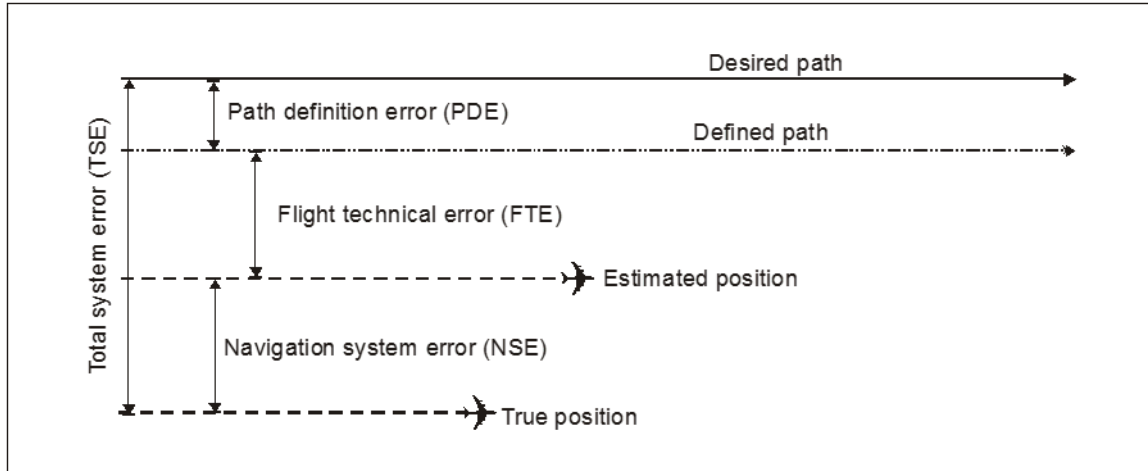 Desired path
Path definition error (PDE)
Defined path
Total system error (TSE)
Flight technical error (FTE)
Estimated position
Navigation system error (NSE)
True position